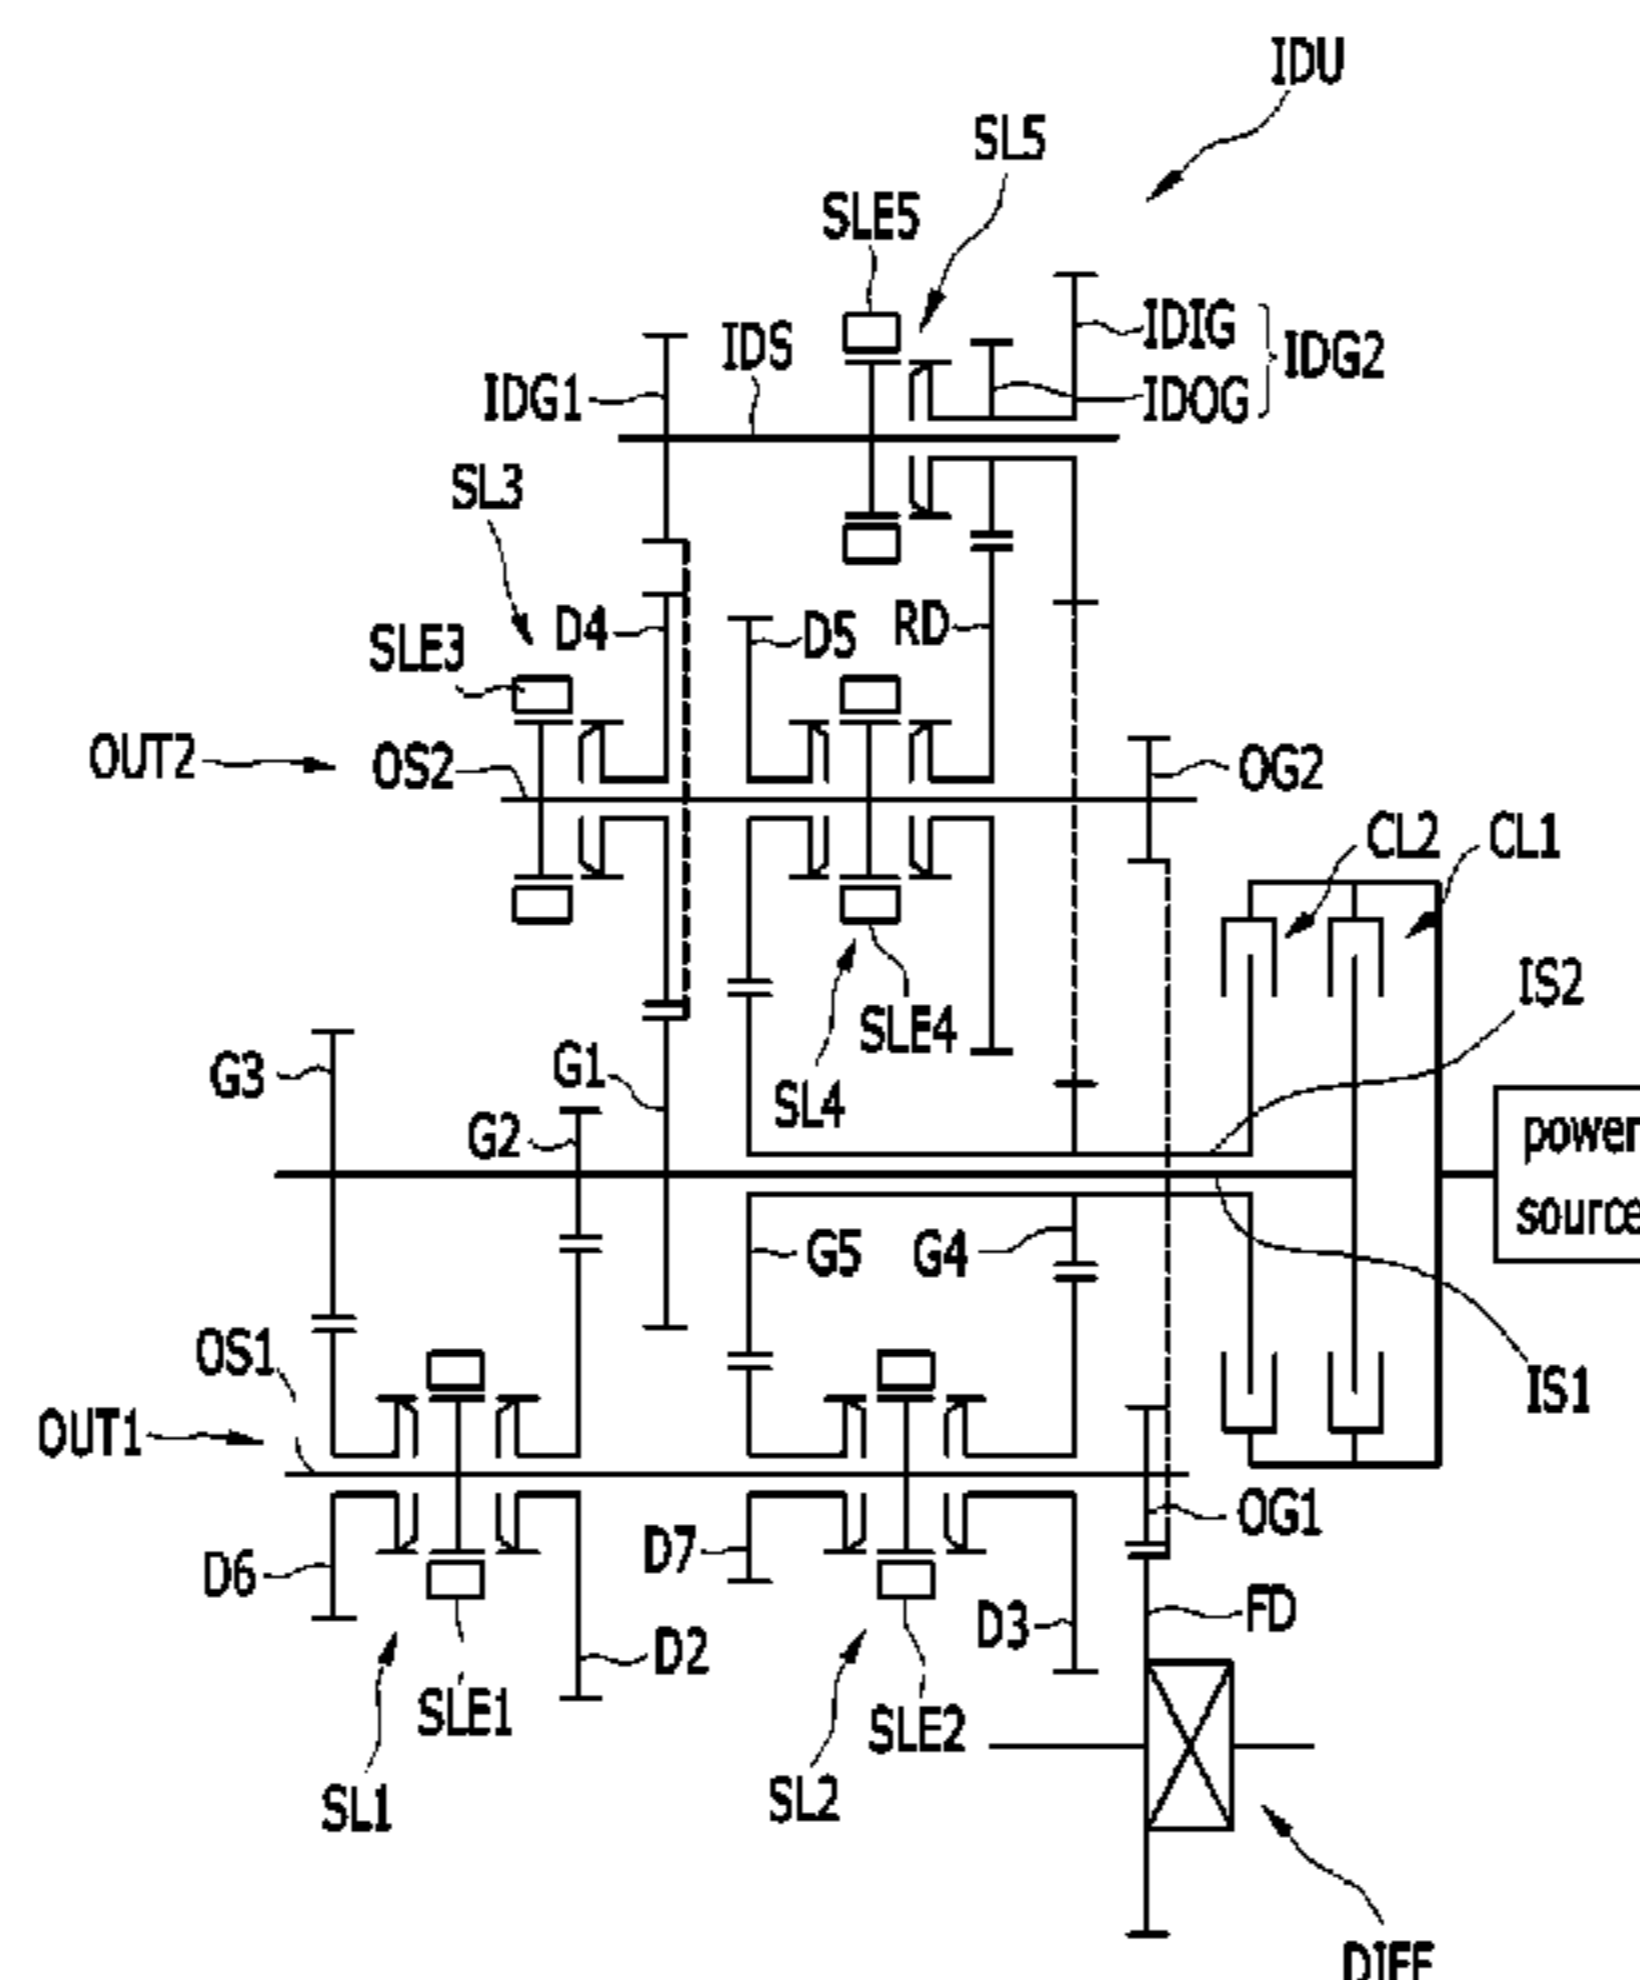 IDU
SL5
SLE5
IDIG
IDS
IDG2
IDG1
IDOG
SL3
D4
D5
RD
SLE3
OUT2
OS2
OG2
CL2
CL1
IS2
SLE4
G3
G1
SL4
G2
power
source
G5
G4
OS1
IS1
OUT1
OG1
D7
D6
FD
D3
D2
SLE1
SLE2
SL2
SL1
DIFF